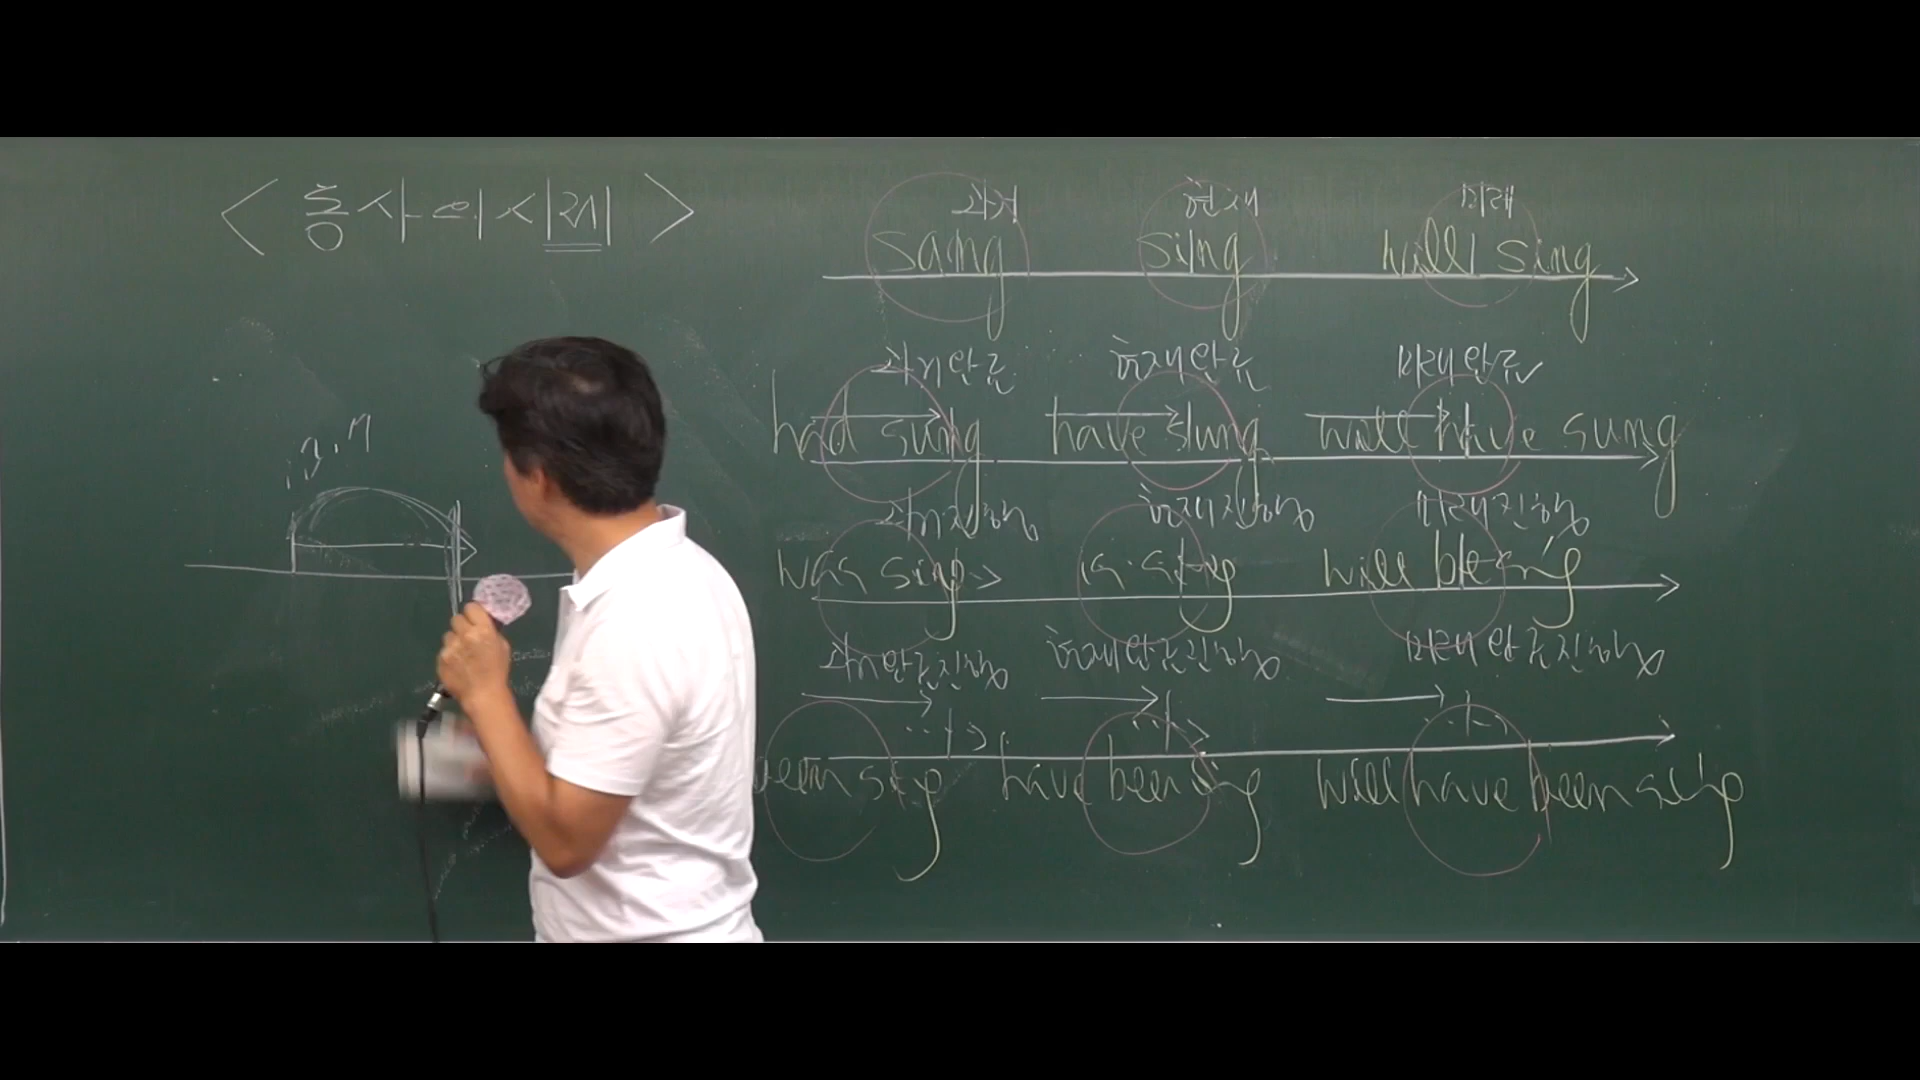 <동사의 시제>
과거 현재 미래
sang sing will sing
과거완료 현재완료 미래완료
had sung have sung will have sung
과거진행 현재진행 미래진행
was sing is sing will be sing
과거완료진행 현재완료진행 미래완료진행
been sing have been ing will have been sing